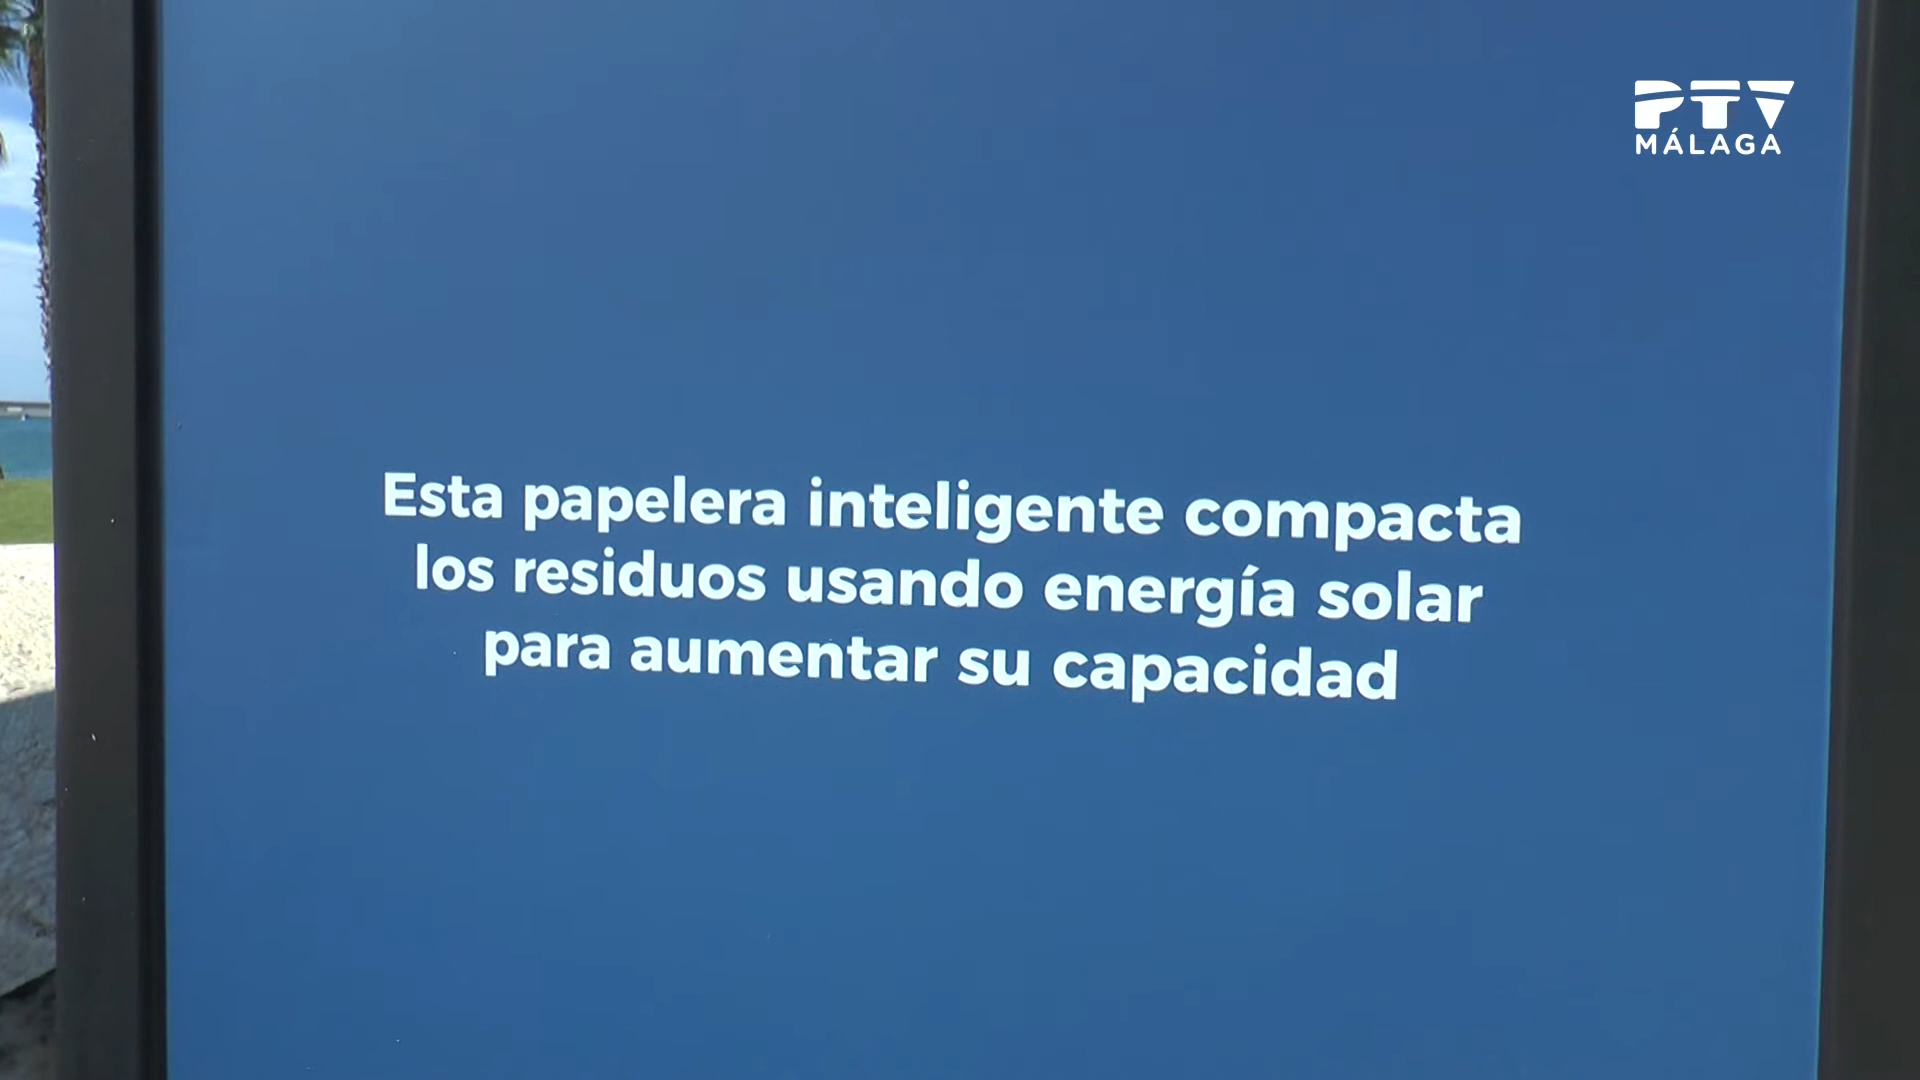 PTV
MÁLAGA
Esta papelera inteligente compacta
los residuos usando energía solar
para aumentar su capacidad